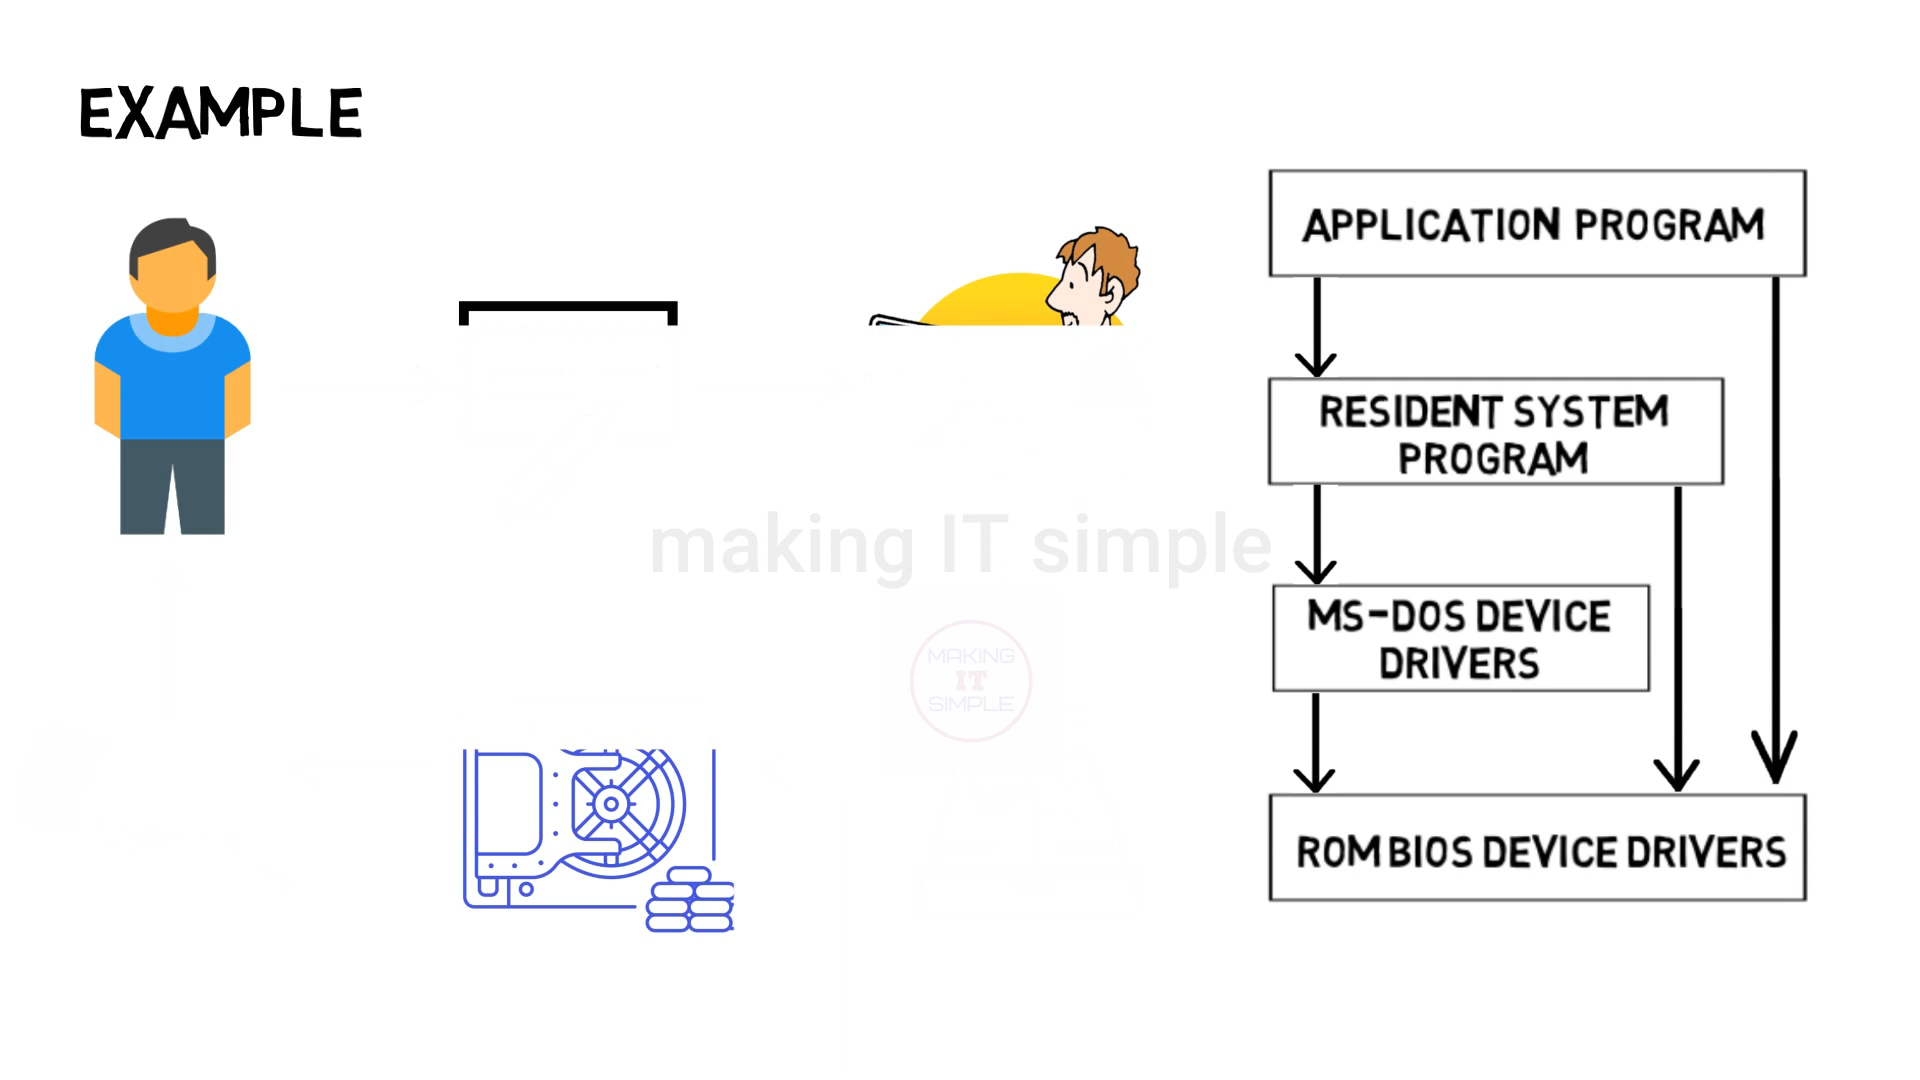 EXAMPLE
APPLICATION PROGRAM
RESIDENT SYSTEM
PROGRAM
making IT simple
MS-DOS DEVICE
DRIVERS
MAKING
IT
SIMPLE
ROM BIOS DEVICE DRIVERS